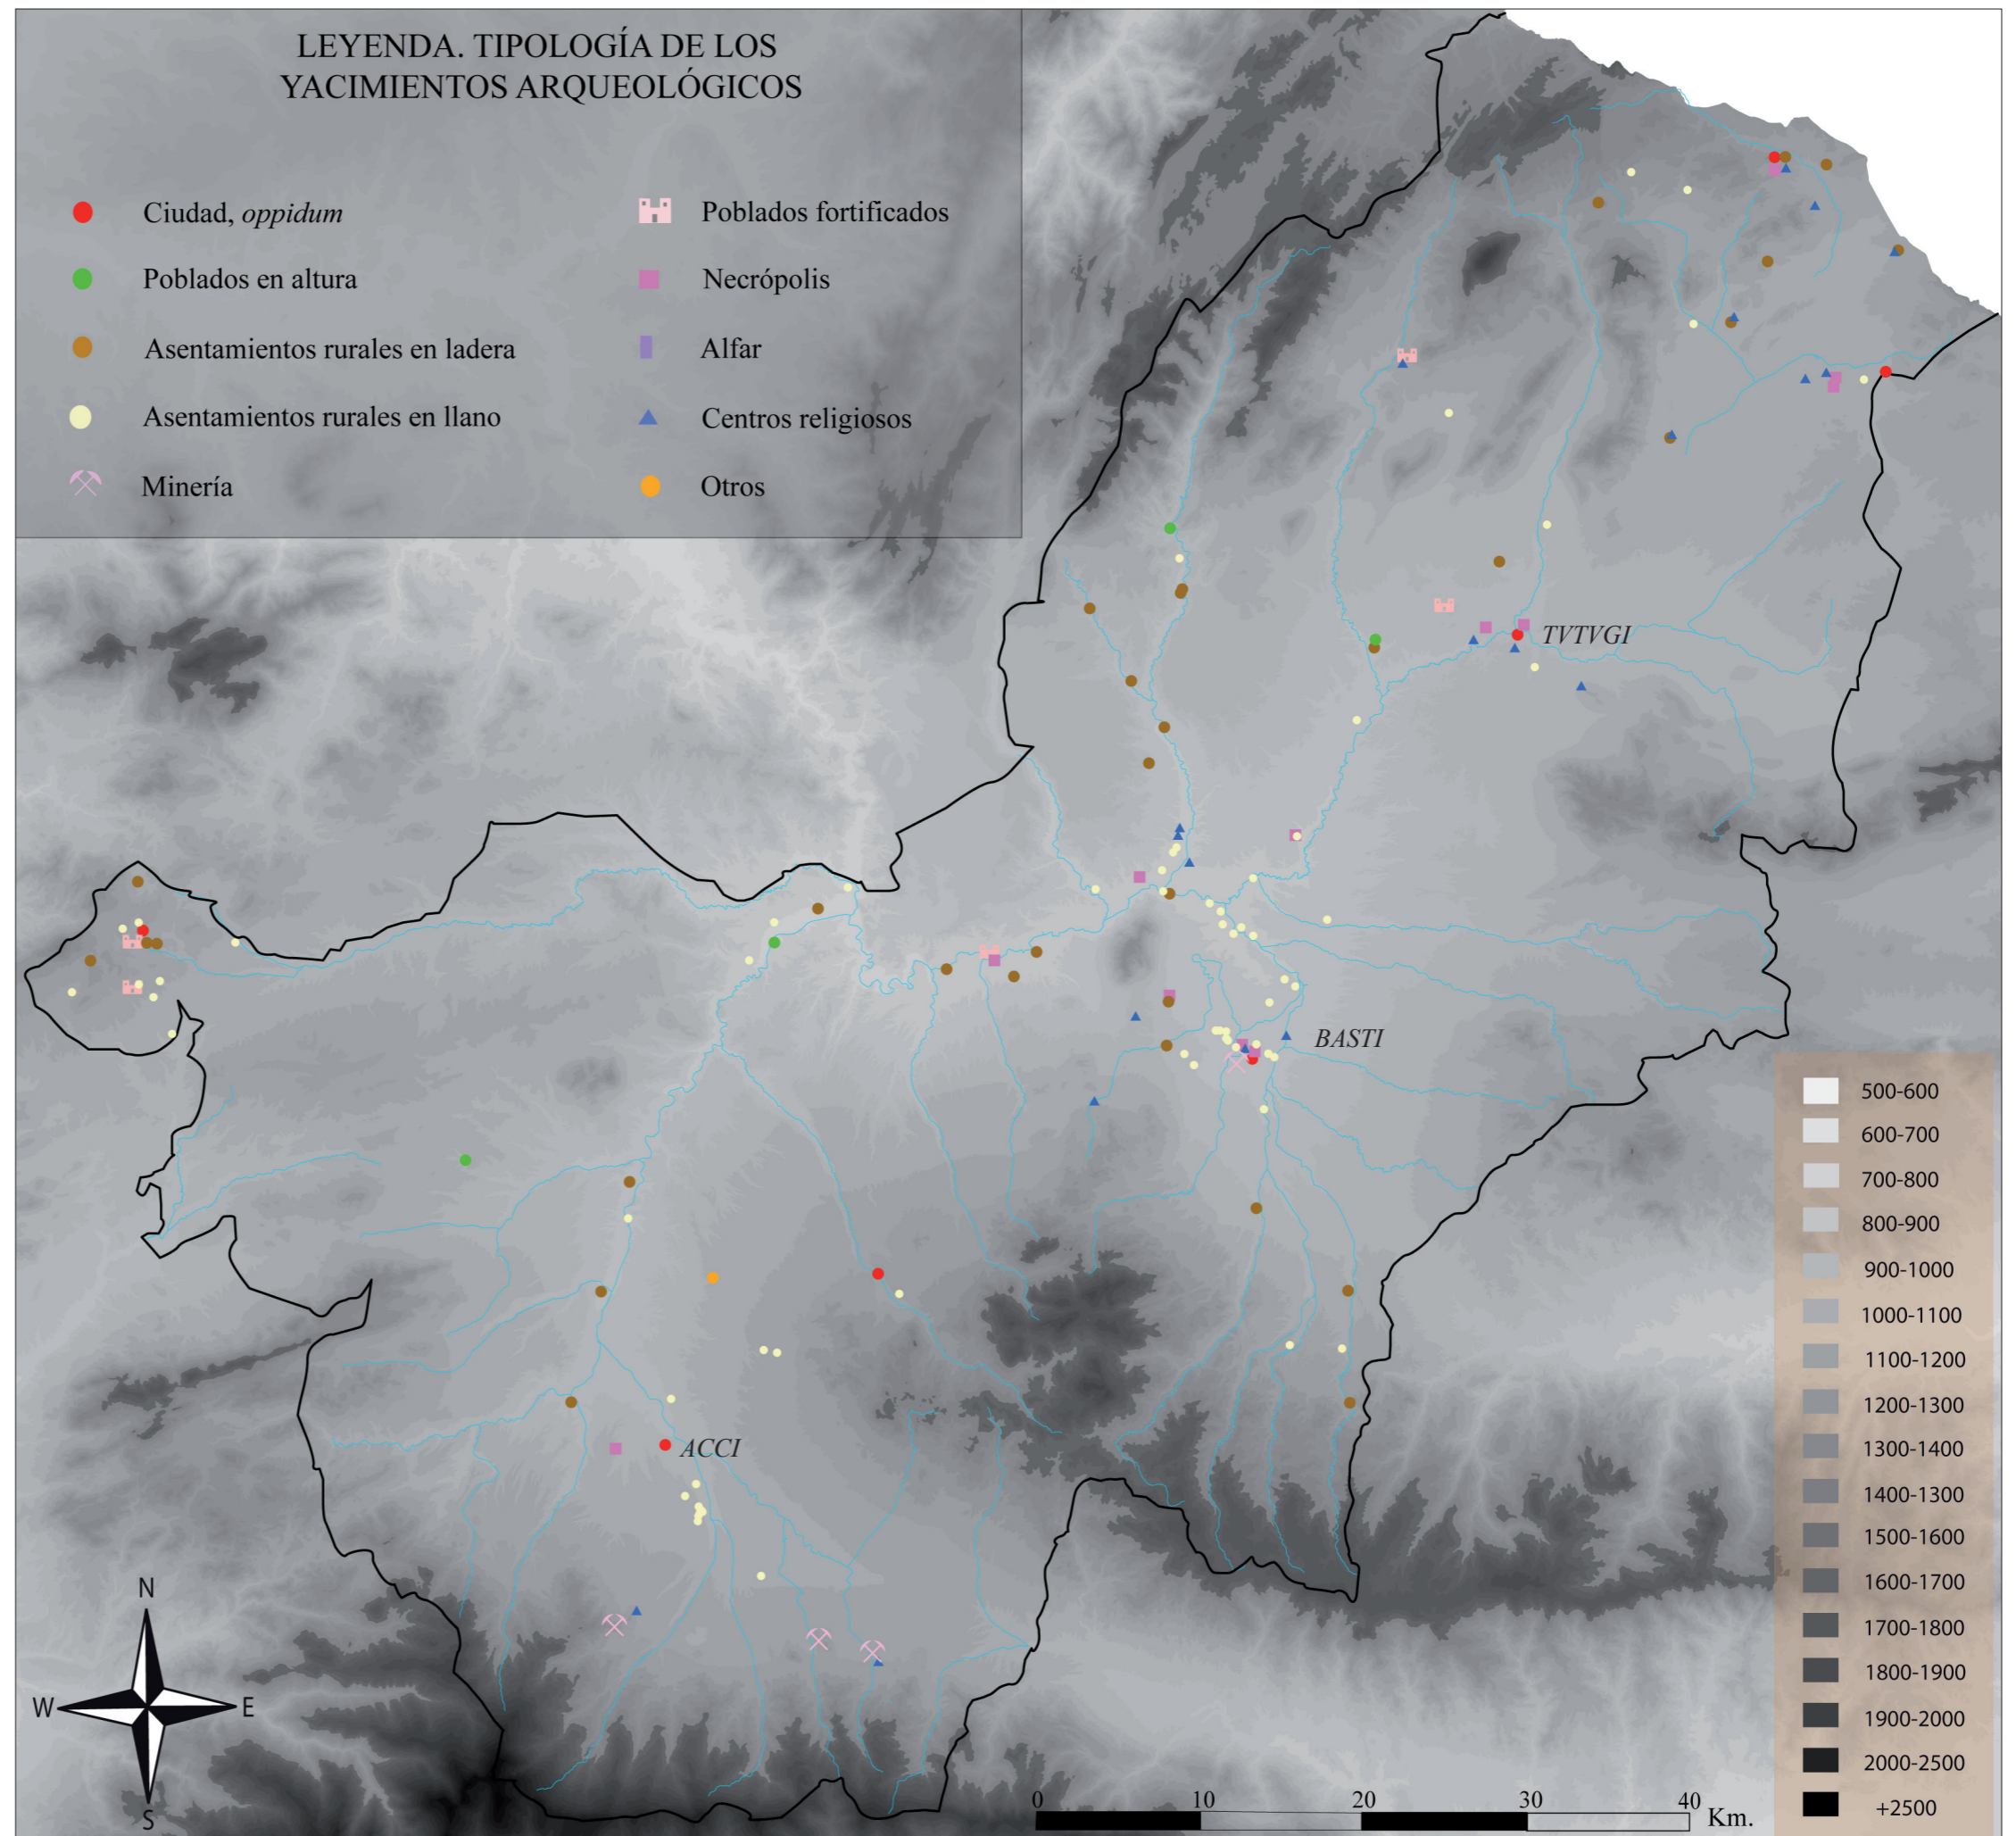 LEYENDA. TIPOLOGÍA DE LOS
YACIMIENTOS ARQUEOLÓGICOS
Ciudad, oppidum
Poblados en altura
Asentamientos rurales en ladera
Asentamientos rurales en llano
Minería
Poblados fortificados
Necrópolis
Alfar
Centros religiosos
Otros
TVTVGI
BASTI
ACCI
500-600
600-700
700-800
800-900
900-1000
1000-1100
1100-1200
1200-1300
1300-1400
1400-1300
1500-1600
1600-1700
1700-1800
1800-1900
1900-2000
2000-2500
+2500
N
W
E
S
0 10 20 30 40 Km.